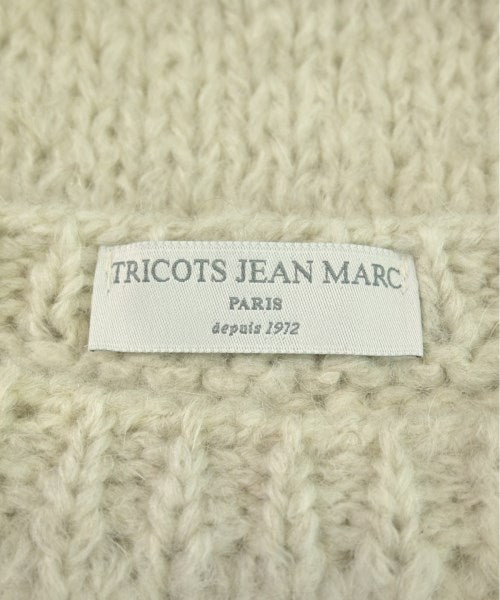 TRICOTS JEAN MARC
PARIS
depuis 1972